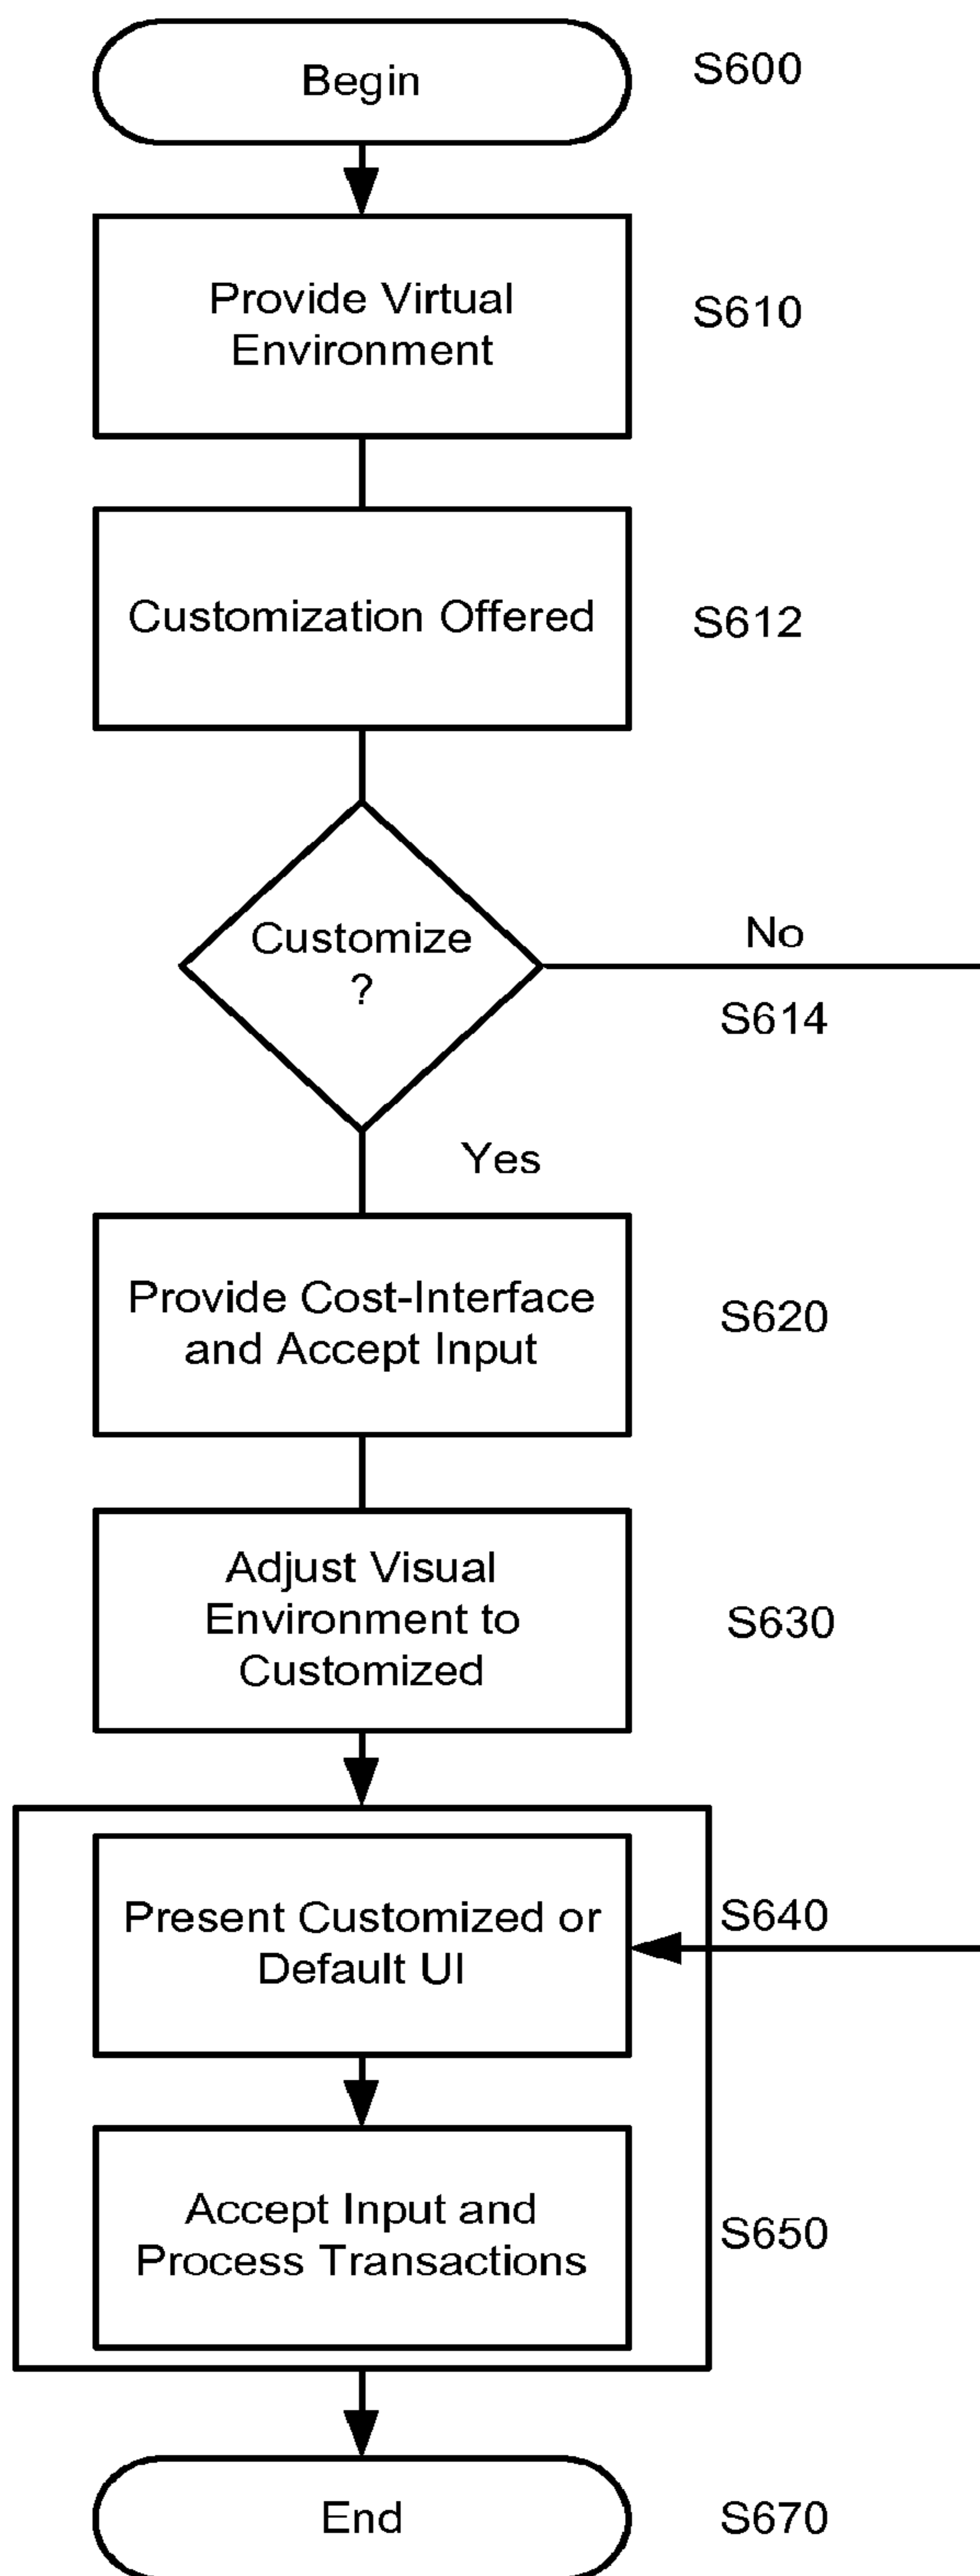 Begin
S600
Provide Virtual
Environment
S610
Customization Offered
S612
Customize
?
No
S614
Yes
Provide Cost-Interface
and Accept Input
S620
Adjust Visual
Environment to
Customized
S630
Present Customized or
Default UI
S640
Accept Input and
Process Transactions
S650
End
S670